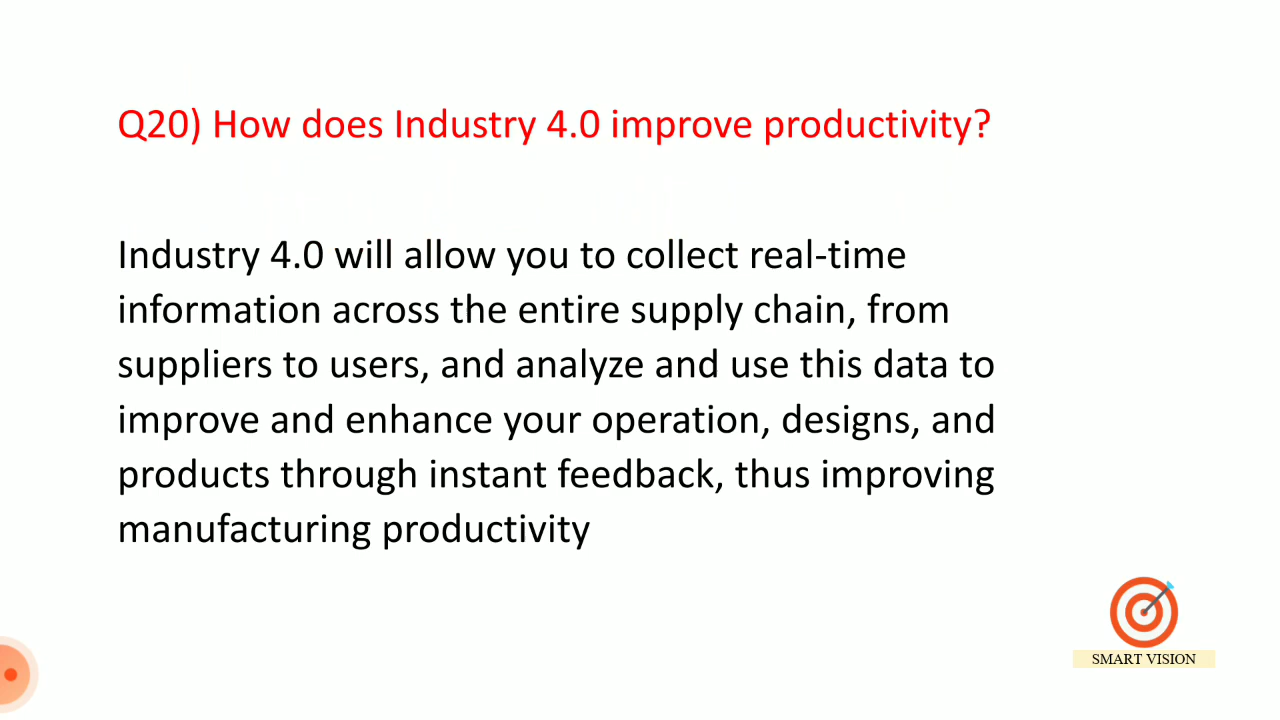 Q20) How does Industry 4.0 improve productivity?
Industry 4.0 will allow you to collect real-time
information across the entire supply chain, from
suppliers to users, and analyze and use this data to
improve and enhance your operation, designs, and
products through instant feedback, thus improving
manufacturing productivity
SMART VISION